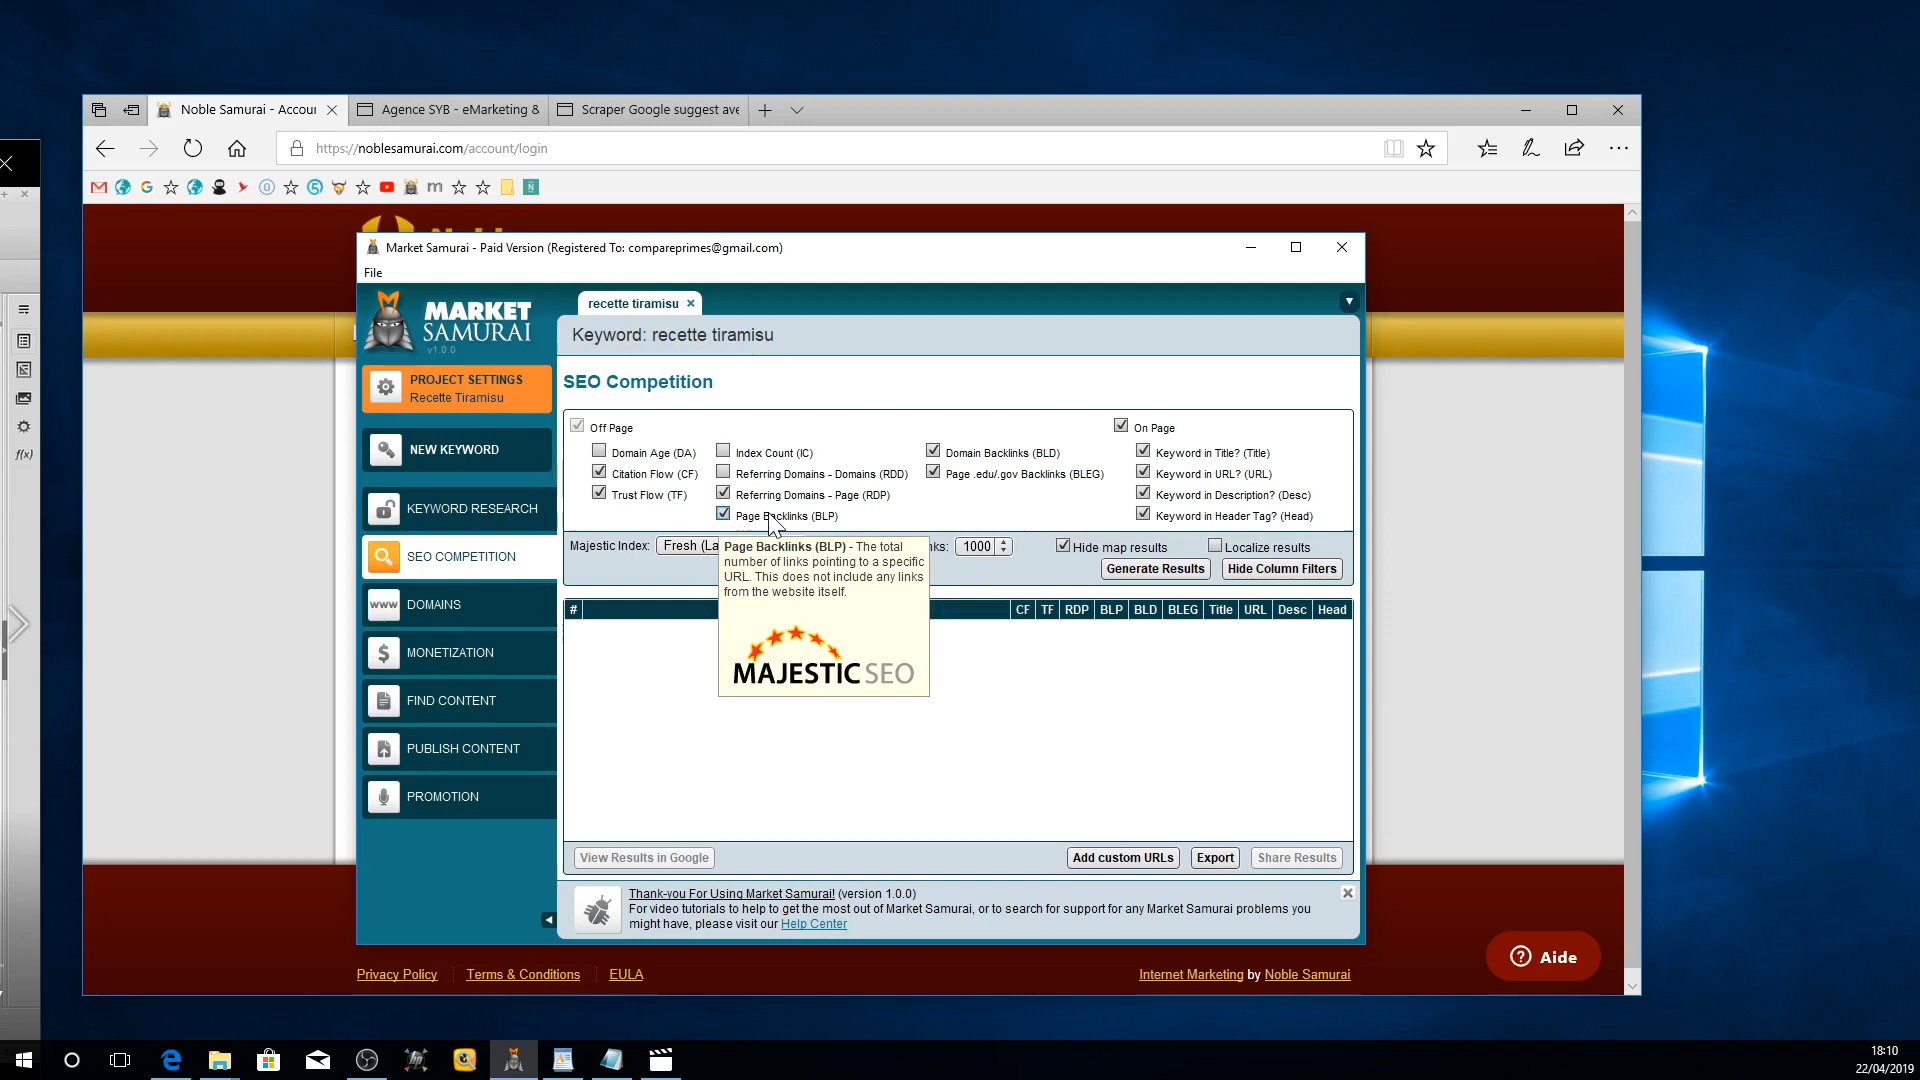 Noble Samurai - Accou
Agence SYB - eMarketing &
Scraper Google suggest ave
https://noblesamurai.com/account/login
Market Samurai - Paid Version (Registered To: compareprimes@gmail.com)
File
MARKET
SAMURAI
v1.0.0
recette tiramisu
Keyword: recette tiramisu
PROJECT SETTINGS
Recette Tiramisu
NEW KEYWORD
KEYWORD RESEARCH
SEO COMPETITION
www DOMAINS
$ MONETIZATION
FIND CONTENT
PUBLISH CONTENT
PROMOTION
SEO Competition
Off Page
On Page
Domain Age (DA) Index Count (IC) Domain Backlinks (BLD) Keyword in Title? (Title)
Citation Flow (CF) Referring Domains - Domains (RDD) Page .edu/.gov Backlinks (BLEG) Keyword in URL? (URL)
Trust Flow (TF) Referring Domains - Page (RDP) Keyword in Description? (Desc)
Page Backlinks (BLP) Keyword in Header Tag? (Head)
Majestic Index: Fresh (La nks: 1000 Hide map results Localize results
Generate Results Hide Column Filters
Page Backlinks (BLP) - The total
number of links pointing to a specific
URL. This does not include any links
from the website itself.
MAJESTIC SEO
# CF TF RDP BLP BLD BLEG Title URL Desc Head
View Results in Google Add custom URLs Export Share Results
Thank-you For Using Market Samurai! (version 1.0.0)
For video tutorials to help to get the most out of Market Samurai, or to search for support for any Market Samurai problems you
might have, please visit our Help Center
Privacy Policy Terms & Conditions EULA
Internet Marketing by Noble Samurai
Aide
f(x)
18:10
22/04/2019